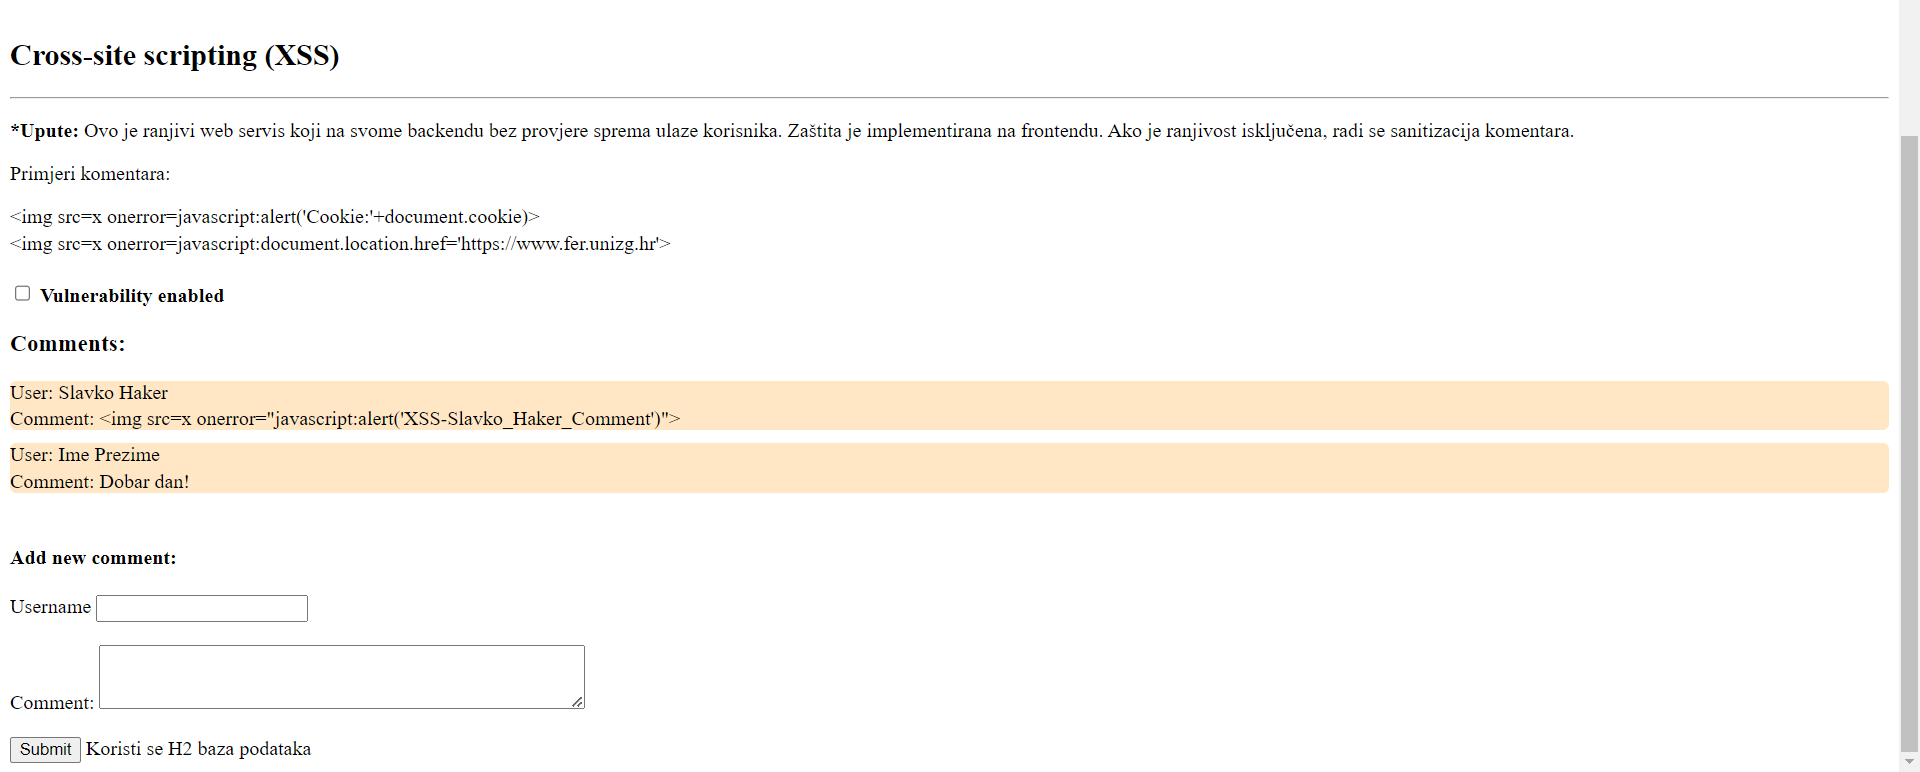 Cross-site scripting (XSS)
*Upute: Ovo je ranjivi web servis koji na svome backendu bez provjere sprema ulaze korisnika. Zaštita je implementirana na frontendu. Ako je ranjivost isključena, radi se sanitizacija komentara.
Primjeri komentara:
<img src=x onerror=javascript:alert('Cookie:'+document.cookie)>
<img src=x onerror=javascript:document.location.href='https://www.fer.unizg.hr'>
Vulnerability enabled
Comments:
User: Slavko Haker
Comment: <img src=x onerror="javascript:alert('XSS-Slavko_Haker_Comment')">
User: Ime Prezime
Comment: Dobar dan!
Add new comment:
Username
Comment:
Submit Koristi se H2 baza podataka